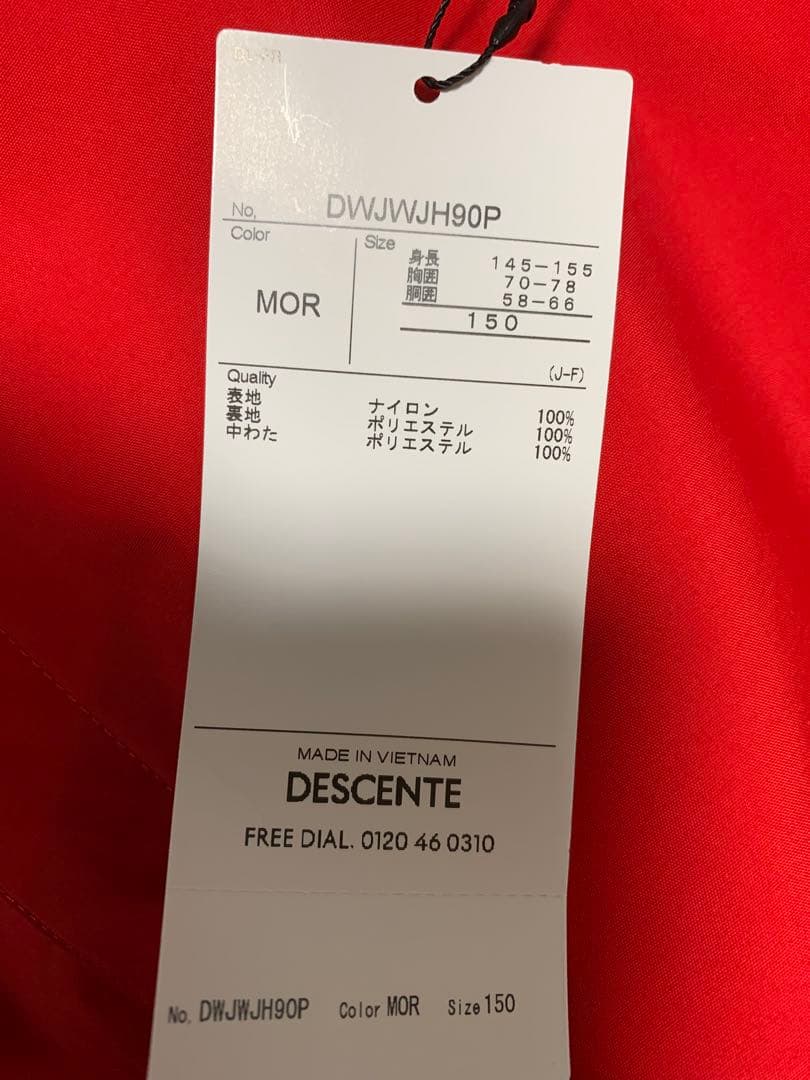 No. DWJWJH90P
Color Size
身長 145-155
胸囲 70-78
胴囲 58-66
MOR 150
(J-F)
Quality
表地 ナイロン 100%
裏地 ポリエステル 100%
中わた ポリエステル 100%
MADE IN VIETNAM
DESCENTE
FREE DIAL. 0120 46 0310
No. DWJWJH90P Color MOR Size 150